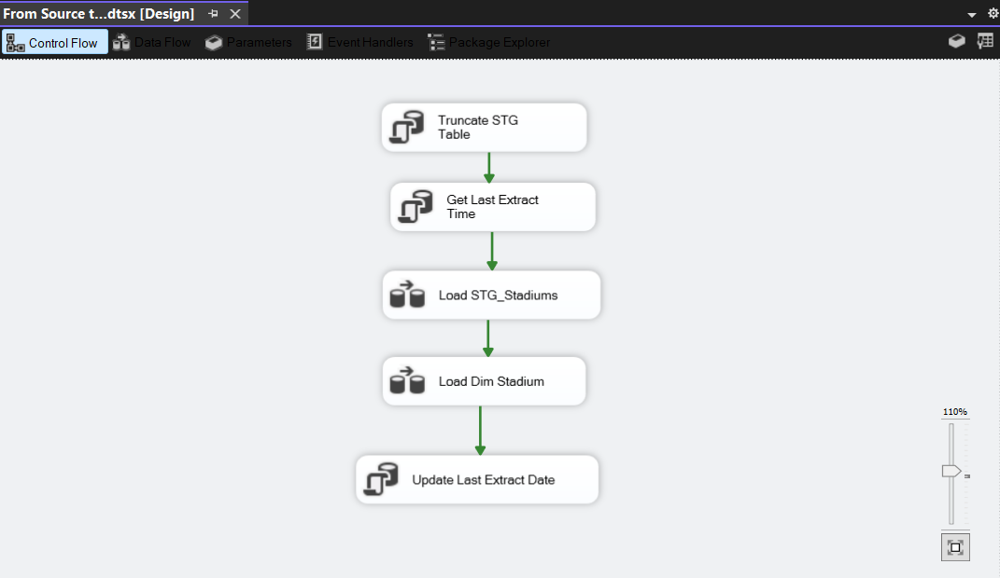 From Source t...dtsx [Design]
Control Flow Data Flow Parameters Event Handlers Package Explorer
Truncate STG
Table
Get Last Extract
Time
Load STG_Stadiums
Load Dim Stadium
110%
Update Last Extract Date